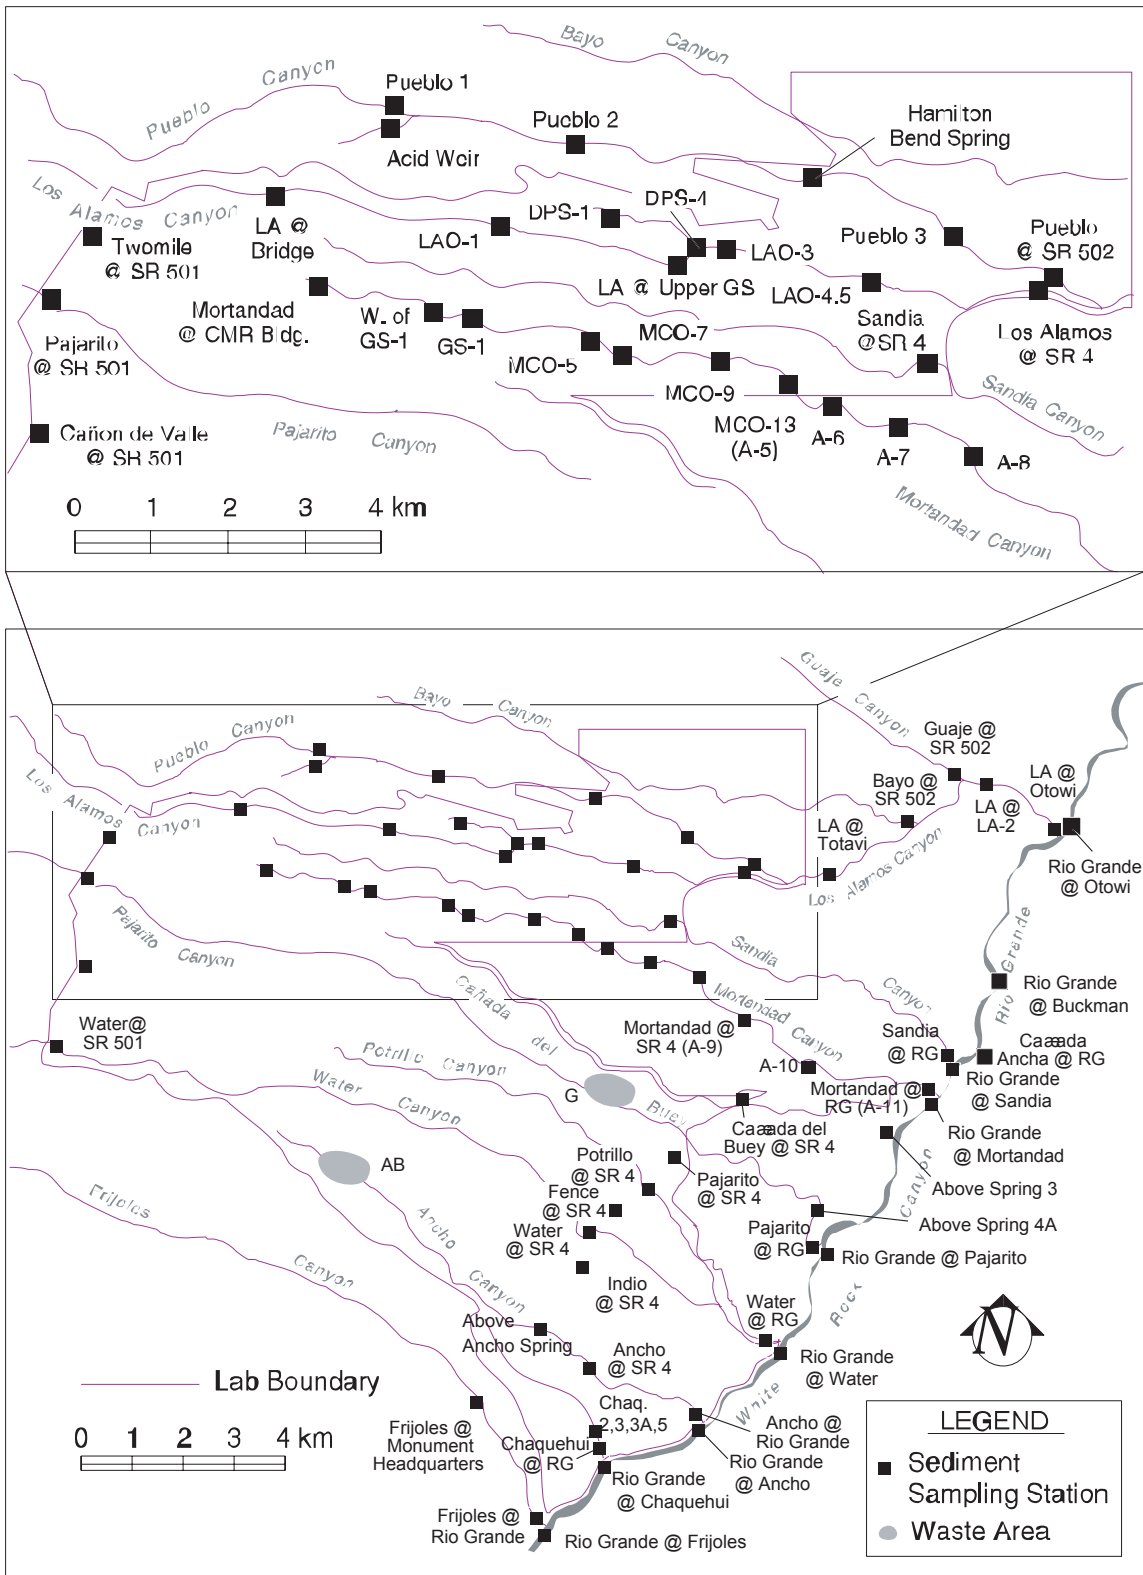 Bayo Canyon
Pueblo Canyon
Pueblo 1
Pueblo 2
Acid Weir
Hamilton
Bend Spring
Los Alamos Canyon
Twomile
@ SR 501
LA @
Bridge
LAO-1
DPS-1
DPS-4
LAO-3
LA @ Upper GS
Pueblo 3
Pueblo
@ SR 502
LAO-4.5
Los Alamos
@ SR 4
Sandia
@SR 4
Pajarito
@ SR 501
Mortandad
@ CMR Bldg.
W. of
GS-1
GS-1
MCO-5
MCO-7
MCO-9
MCO-13
(A-5)
A-6
A-7
A-8
Sandia Canyon
Mortandad Canyon
Cañon de Valle
@ SR 501
Pajarito Canyon
0 1 2 3 4 km
Guaje Canyon
Bayo Canyon
Pueblo Canyon
Los Alamos Canyon
Guaje @
SR 502
Bayo @
SR 502
LA @
Otowi
LA @
LA-2
LA @
Totavi
Los Alamos Canyon
Rio Grande
@ Otowi
Rio Grande
Pajarito Canyon
Sandia Canyon
Cañada del Buey
Mortendad Canyon
Rio Grande
@ Buckman
Water@
SR 501
Mortandad @
SR 4 (A-9)
A-10
Sandia
@ RG
Caæada
Ancha @ RG
Rio Grande
@ Sandia
Mortandad @
RG (A-11)
Rio Grande
@ Mortandad
Potrillo Canyon
Water Canyon
G
Caæada del
Buey @ SR 4
AB
Potrillo
@ SR 4
Pajarito
@ SR 4
Above Spring 3
Fence
@ SR 4
Above Spring 4A
Water
@ SR 4
Pajarito
@ RG
Rio Grande @ Pajarito
Frijoles Canyon
Ancho Canyon
Indio
@ SR 4
White Rock Canyon
Water
@ RG
Above
Ancho Spring
Ancho
@ SR 4
Rio Grande
@ Water
N
Lab Boundary
0 1 2 3 4 km
Frijoles @
Monument
Headquarters
Chaq.
2,3,3A,5
Chaquehui
@ RG
Ancho @
Rio Grande
Rio Grande
@ Ancho
Rio Grande
@ Chaquehui
Frijoles @
Rio Grande
Rio Grande @ Frijoles
LEGEND
Sediment
Sampling Station
Waste Area